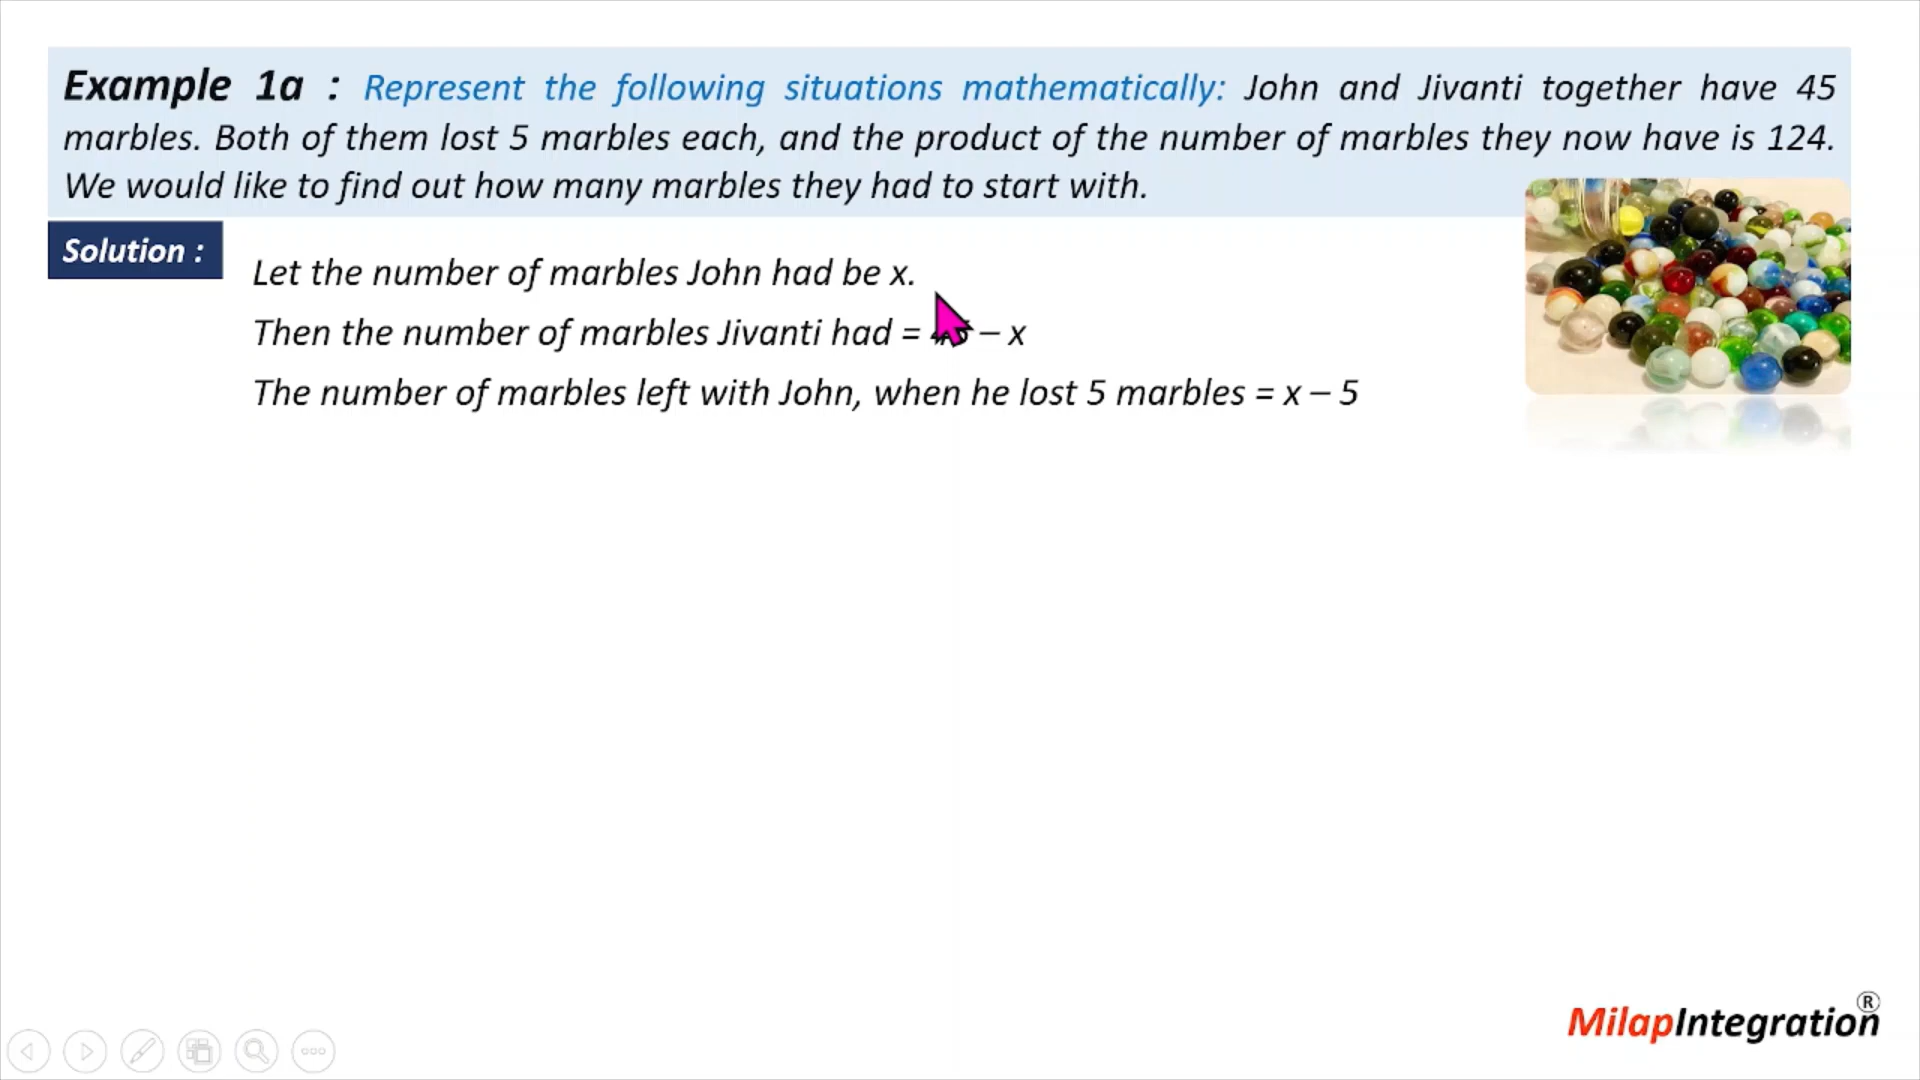 Example 1a : Represent the following situations mathematically: John and Jivanti together have 45
marbles. Both of them lost 5 marbles each, and the product of the number of marbles they now have is 124.
We would like to find out how many marbles they had to start with.
Solution :
Let the number of marbles John had be x.
Then the number of marbles Jivanti had = – x
The number of marbles left with John, when he lost 5 marbles = x – 5
MilapIntegration®